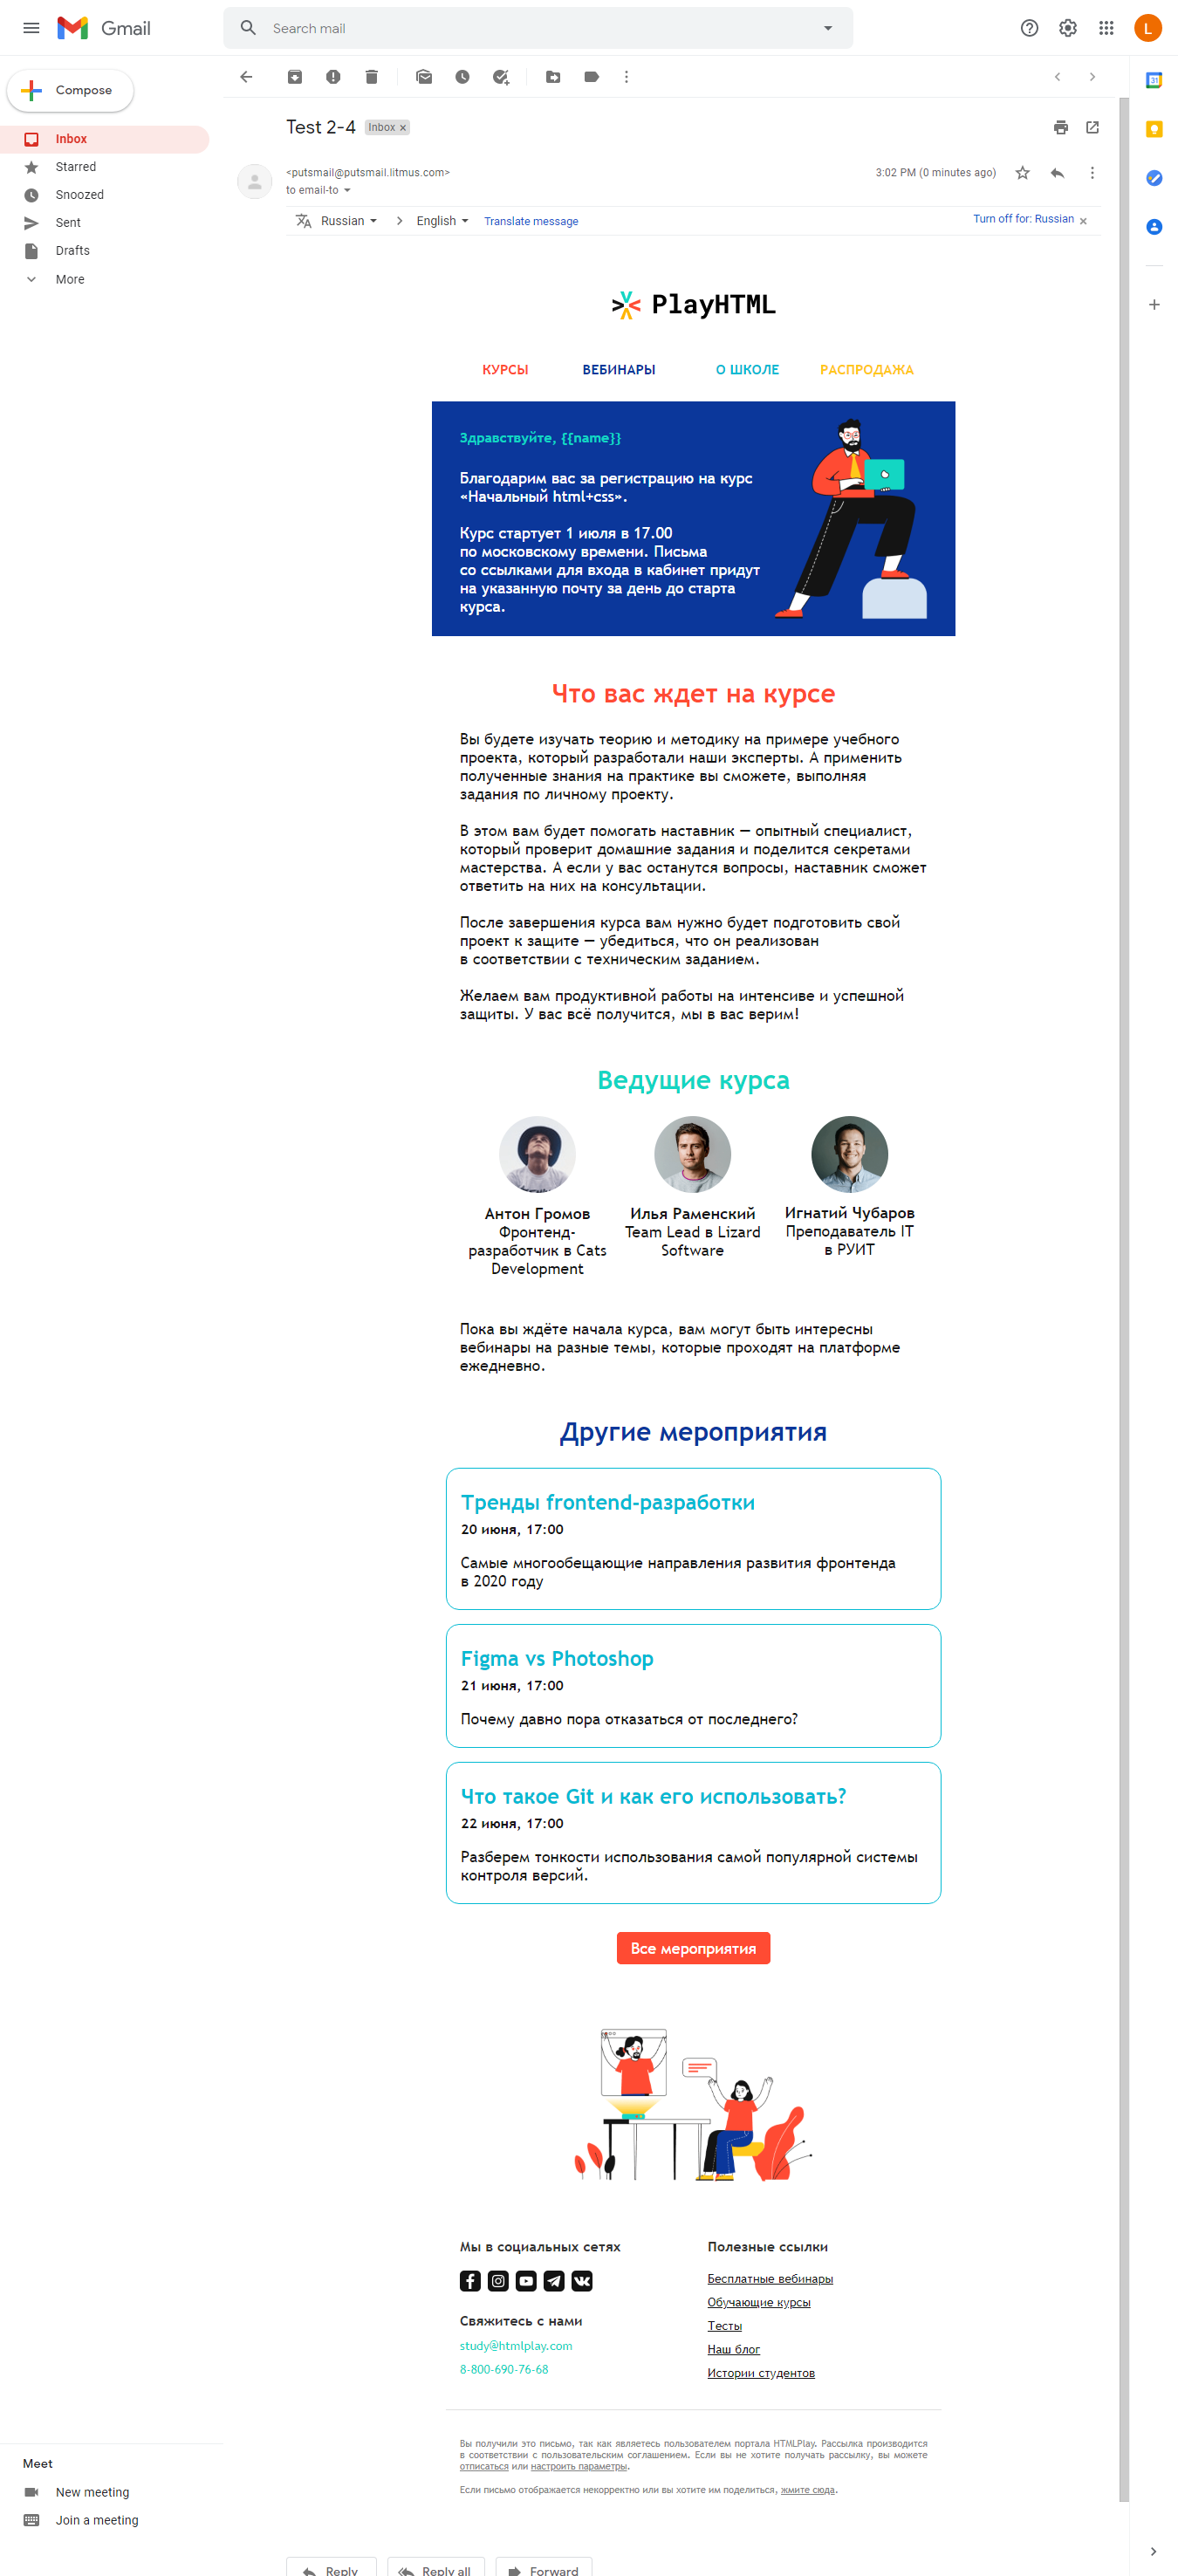 Gmail
Search mail
L
Compose
Inbox
Starred
Snoozed
Sent
Drafts
More
Test 2-4
Inbox ×
<putsmail@putsmail.litmus.com>
3:02 PM (0 minutes ago)
to email-to
Russian
English
Translate message
Turn off for: Russian ×
31
PlayHTML
КУРСЫ
ВЕБИНАРЫ
О ШКОЛЕ
РАСПРОДАЖА
Здравствуйте, {{name}}
Благодарим вас за регистрацию на курс
«Начальный html+css».
Курс стартует 1 июля в 17.00
по московскому времени. Письма
со ссылками для входа в кабинет придут
на указанную почту за день до старта
курса.
Что вас ждет на курсе
Вы будете изучать теорию и методику на примере учебного
проекта, который разработали наши эксперты. А применить
полученные знания на практике вы сможете, выполняя
задания по личному проекту.
В этом вам будет помогать наставник — опытный специалист,
который проверит домашние задания и поделится секретами
мастерства. А если у вас останутся вопросы, наставник сможет
ответить на них на консультации.
После завершения курса вам нужно будет подготовить свой
проект к защите — убедиться, что он реализован
в соответствии с техническим заданием.
Желаем вам продуктивной работы на интенсиве и успешной
защиты. У вас всё получится, мы в вас верим!
Ведущие курса
Антон Громов
Фронтенд-
разработчик в Cats
Development
Илья Раменский
Team Lead в Lizard
Software
Игнатий Чубаров
Преподаватель IT
в РУИТ
Пока вы ждёте начала курса, вам могут быть интересны
вебинары на разные темы, которые проходят на платформе
ежедневно.
Другие мероприятия
Тренды frontend-разработки
20 июня, 17:00
Самые многообещающие направления развития фронтенда
в 2020 году
Figma vs Photoshop
21 июня, 17:00
Почему давно пора отказаться от последнего?
Что такое Git и как его использовать?
22 июня, 17:00
Разберем тонкости использования самой популярной системы
контроля версий.
Все мероприятия
Мы в социальных сетях
Свяжитесь с нами
study@htmlplay.com
8-800-690-76-68
Полезные ссылки
Бесплатные вебинары
Обучающие курсы
Тесты
Наш блог
Истории студентов
Вы получили это письмо, так как являетесь пользователем портала HTMLPlay. Рассылка производится
в соответствии с пользовательским соглашением. Если вы не хотите получать рассылку, вы можете
отписаться или настроить параметры.
Если письмо отображается некорректно или вы хотите им поделиться, жмите сюда.
Meet
New meeting
Join a meeting
Reply
Reply all
Forward